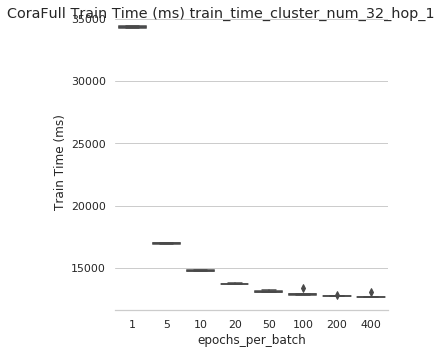 CoraFull Train Time (ms) train_time_cluster_num_32_hop_1
35000
30000
25000
20000
15000
Train Time (ms)
1 5 10 20 50 100 200 400
epochs_per_batch